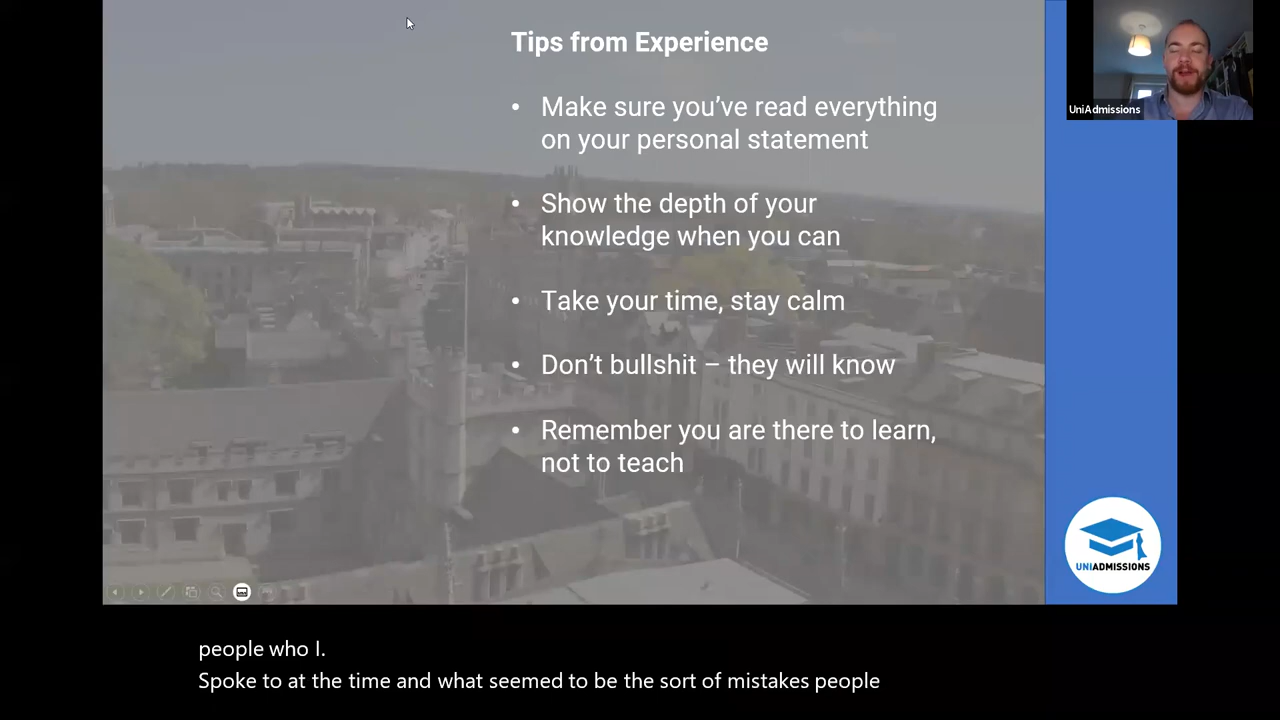 Tips from Experience
• Make sure you've read everything
on your personal statement
• Show the depth of your
knowledge when you can
• Take your time, stay calm
• Don't bullshit – they will know
• Remember you are there to learn,
not to teach
UniAdmissions
UNIADMISSIONS
people who I.
Spoke to at the time and what seemed to be the sort of mistakes people